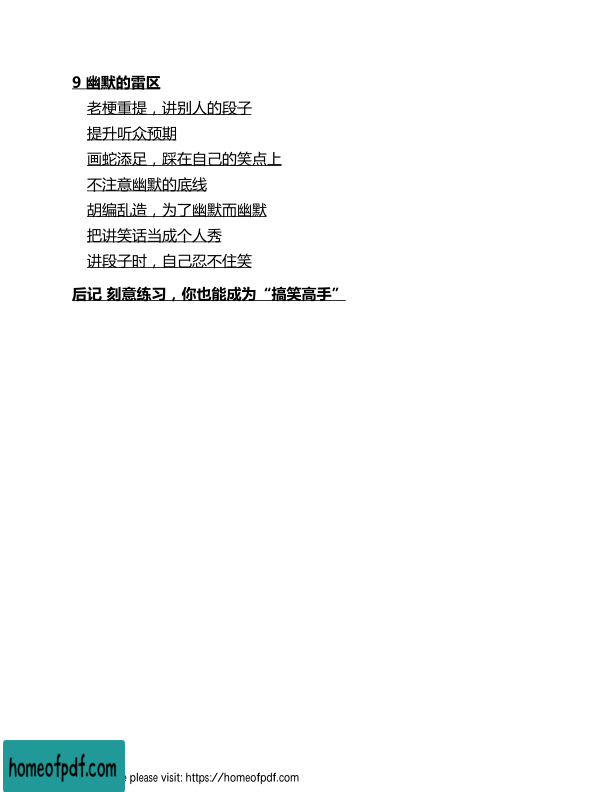 9 幽默的雷区
老梗重提，讲别人的段子
提升听众预期
画蛇添足，踩在自己的笑点上
不注意幽默的底线
胡编乱造，为了幽默而幽默
把讲笑话当成个人秀
讲段子时，自己忍不住笑
后记 刻意练习，你也能成为“搞笑高手”
homeofpdf.com
please visit: https://homeofpdf.com